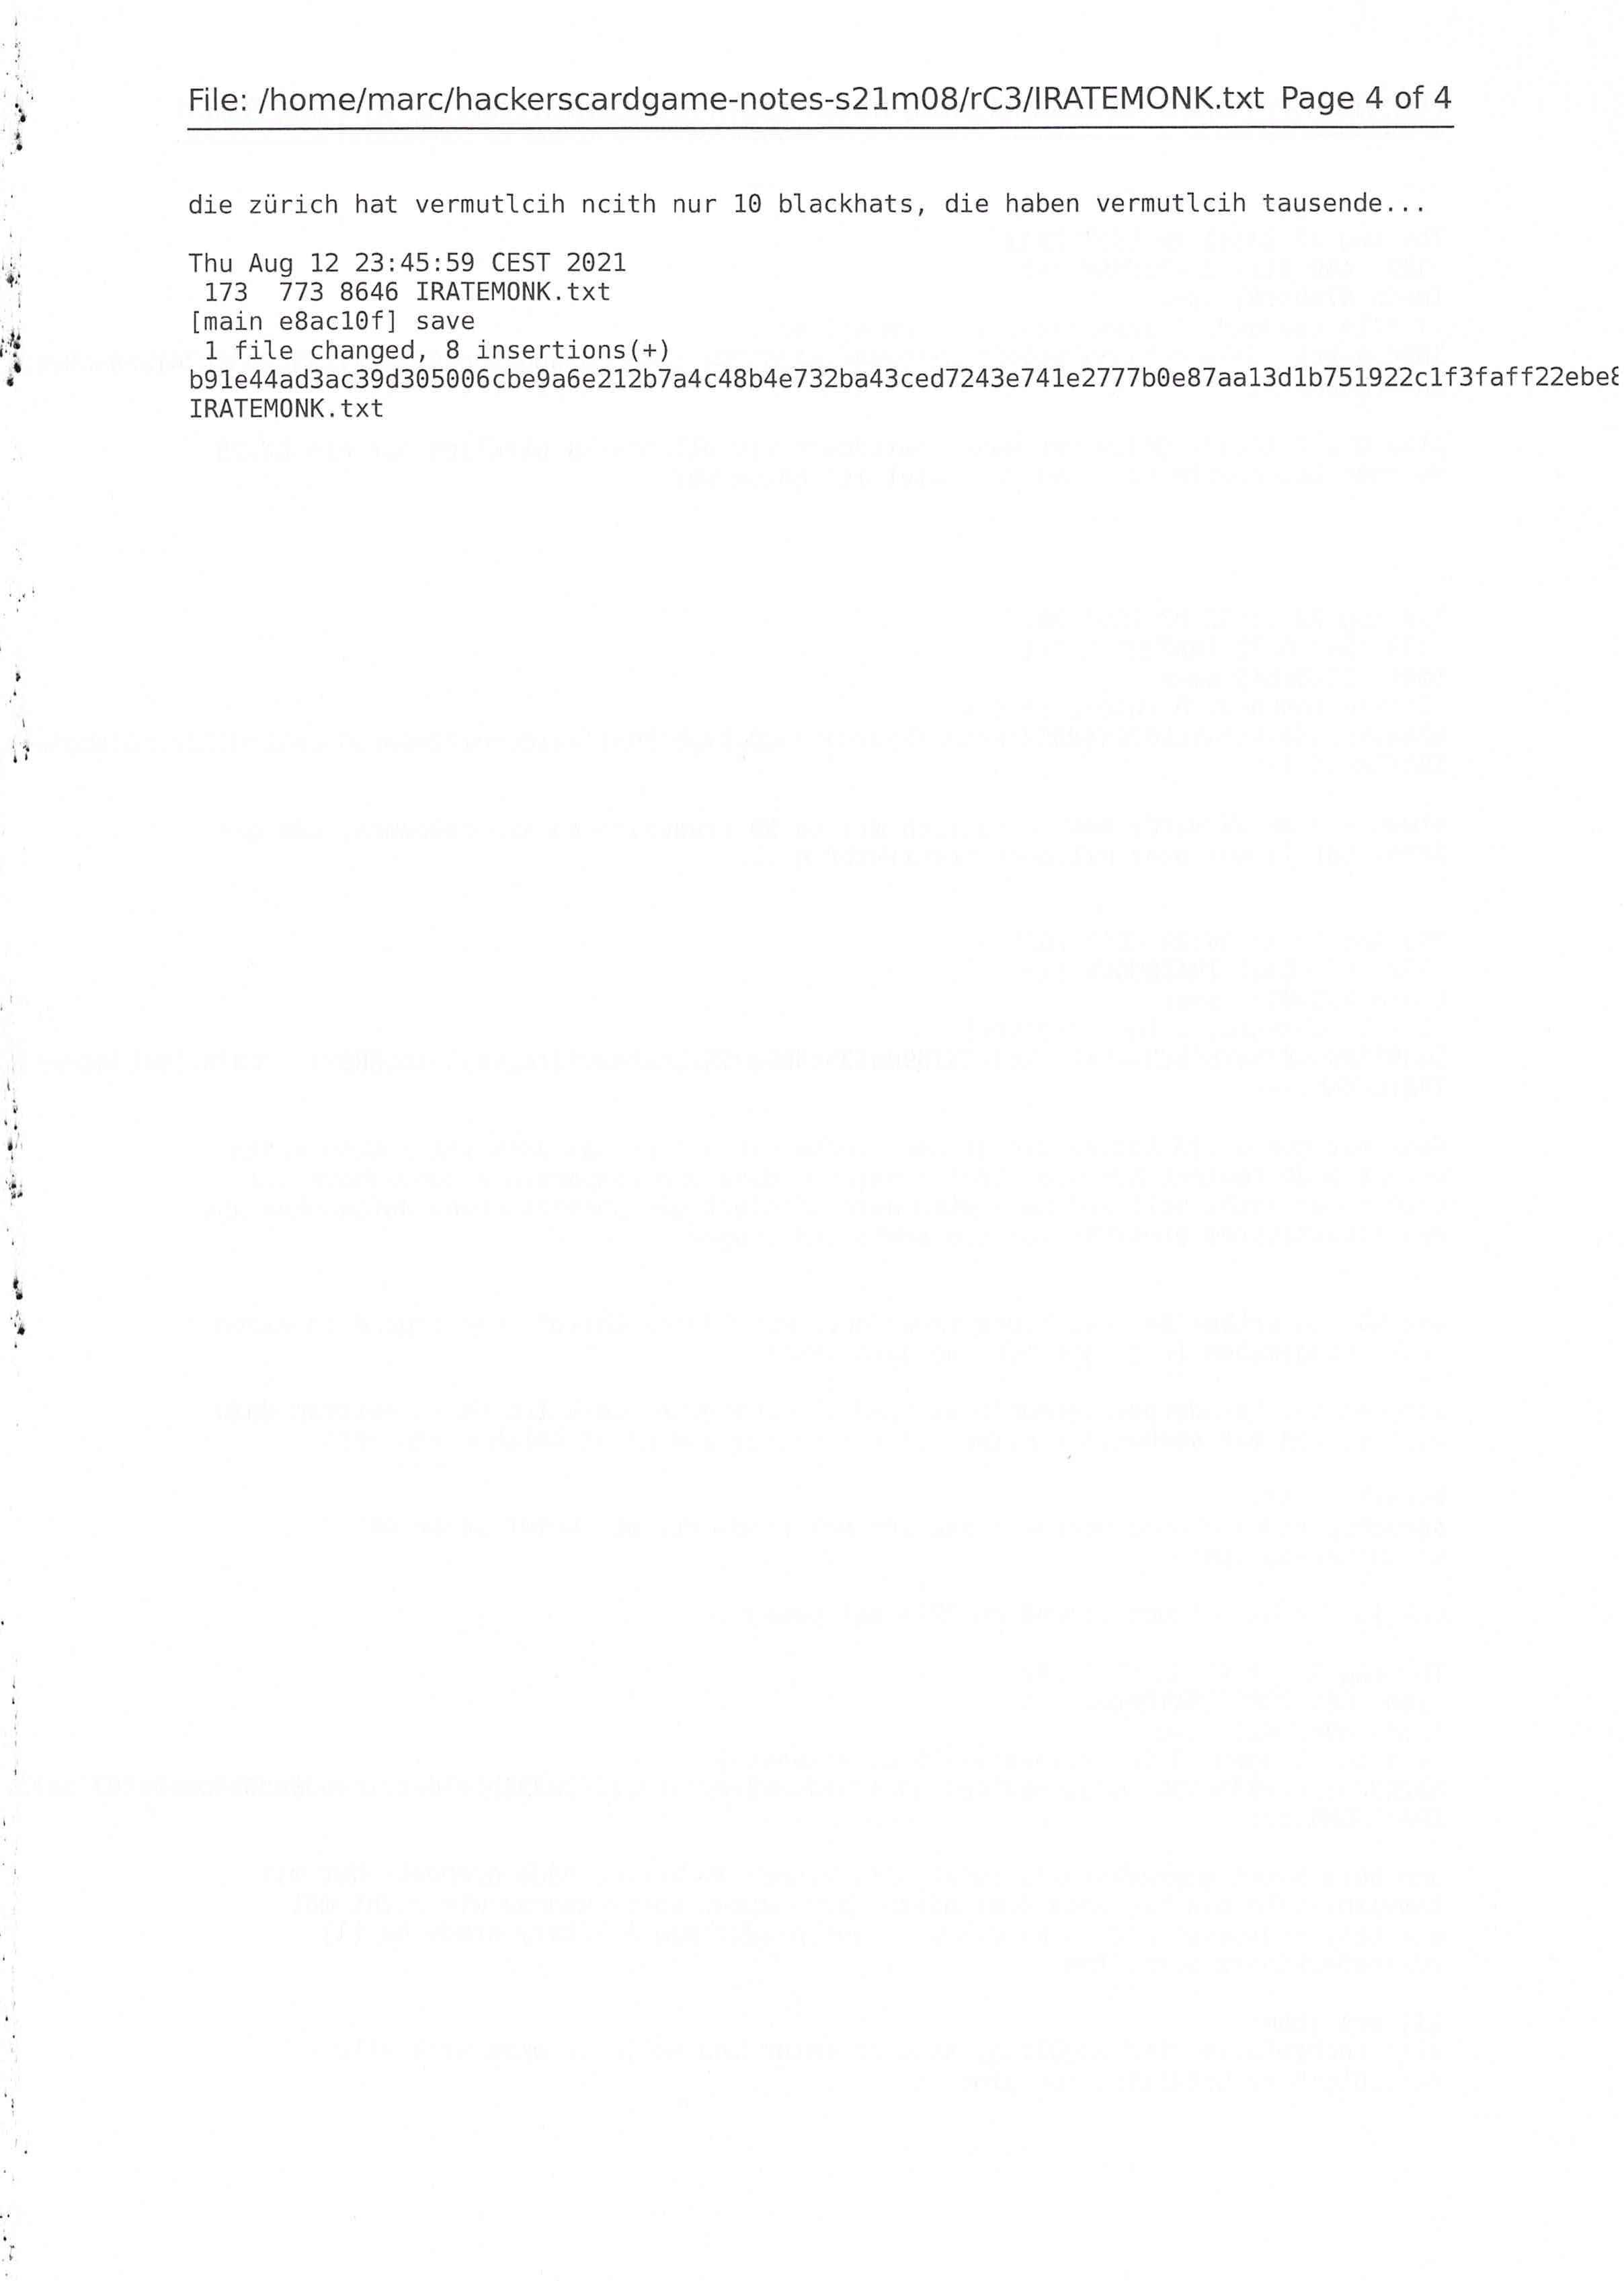 File: /home/marc/hackerscardgame-notes-s21m08/rC3/IRATEMONK.txt Page 4 of 4
die zürich hat vermutlcih ncith nur 10 blackhats, die haben vermutlcih tausende...
Thu Aug 12 23:45:59 CEST 2021
173 773 8646 IRATEMONK.txt
[main e8ac10f] save
1 file changed, 8 insertions(+)
b91e44ad3ac39d305006cbe9a6e212b7a4c48b4e732ba43ced7243e741e2777b0e87aa13d1b751922c1f3faff22ebe8
IRATEMONK.txt